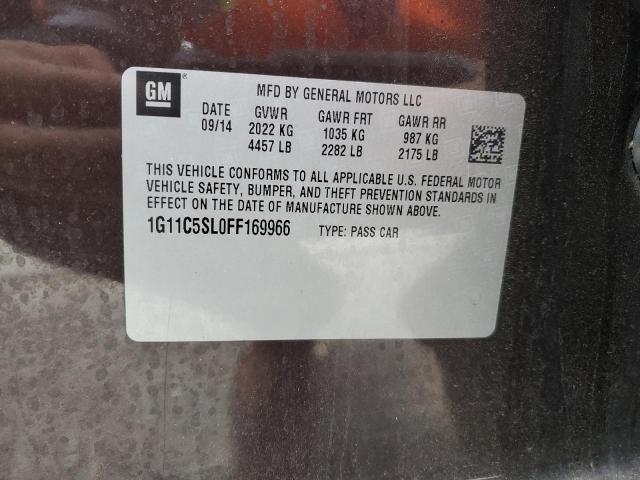 GM ®
MFD BY GENERAL MOTORS LLC
DATE GVWR GAWR FRT GAWR RR
09/14 2022 KG 1035 KG 987 KG
4457 LB 2282 LB 2175 LB
THIS VEHICLE CONFORMS TO ALL APPLICABLE U.S. FEDERAL MOTOR
VEHICLE SAFETY, BUMPER, AND THEFT PREVENTION STANDARDS IN
EFFECT ON THE DATE OF MANUFACTURE SHOWN ABOVE.
1G11C5SL0FF169966 TYPE: PASS CAR